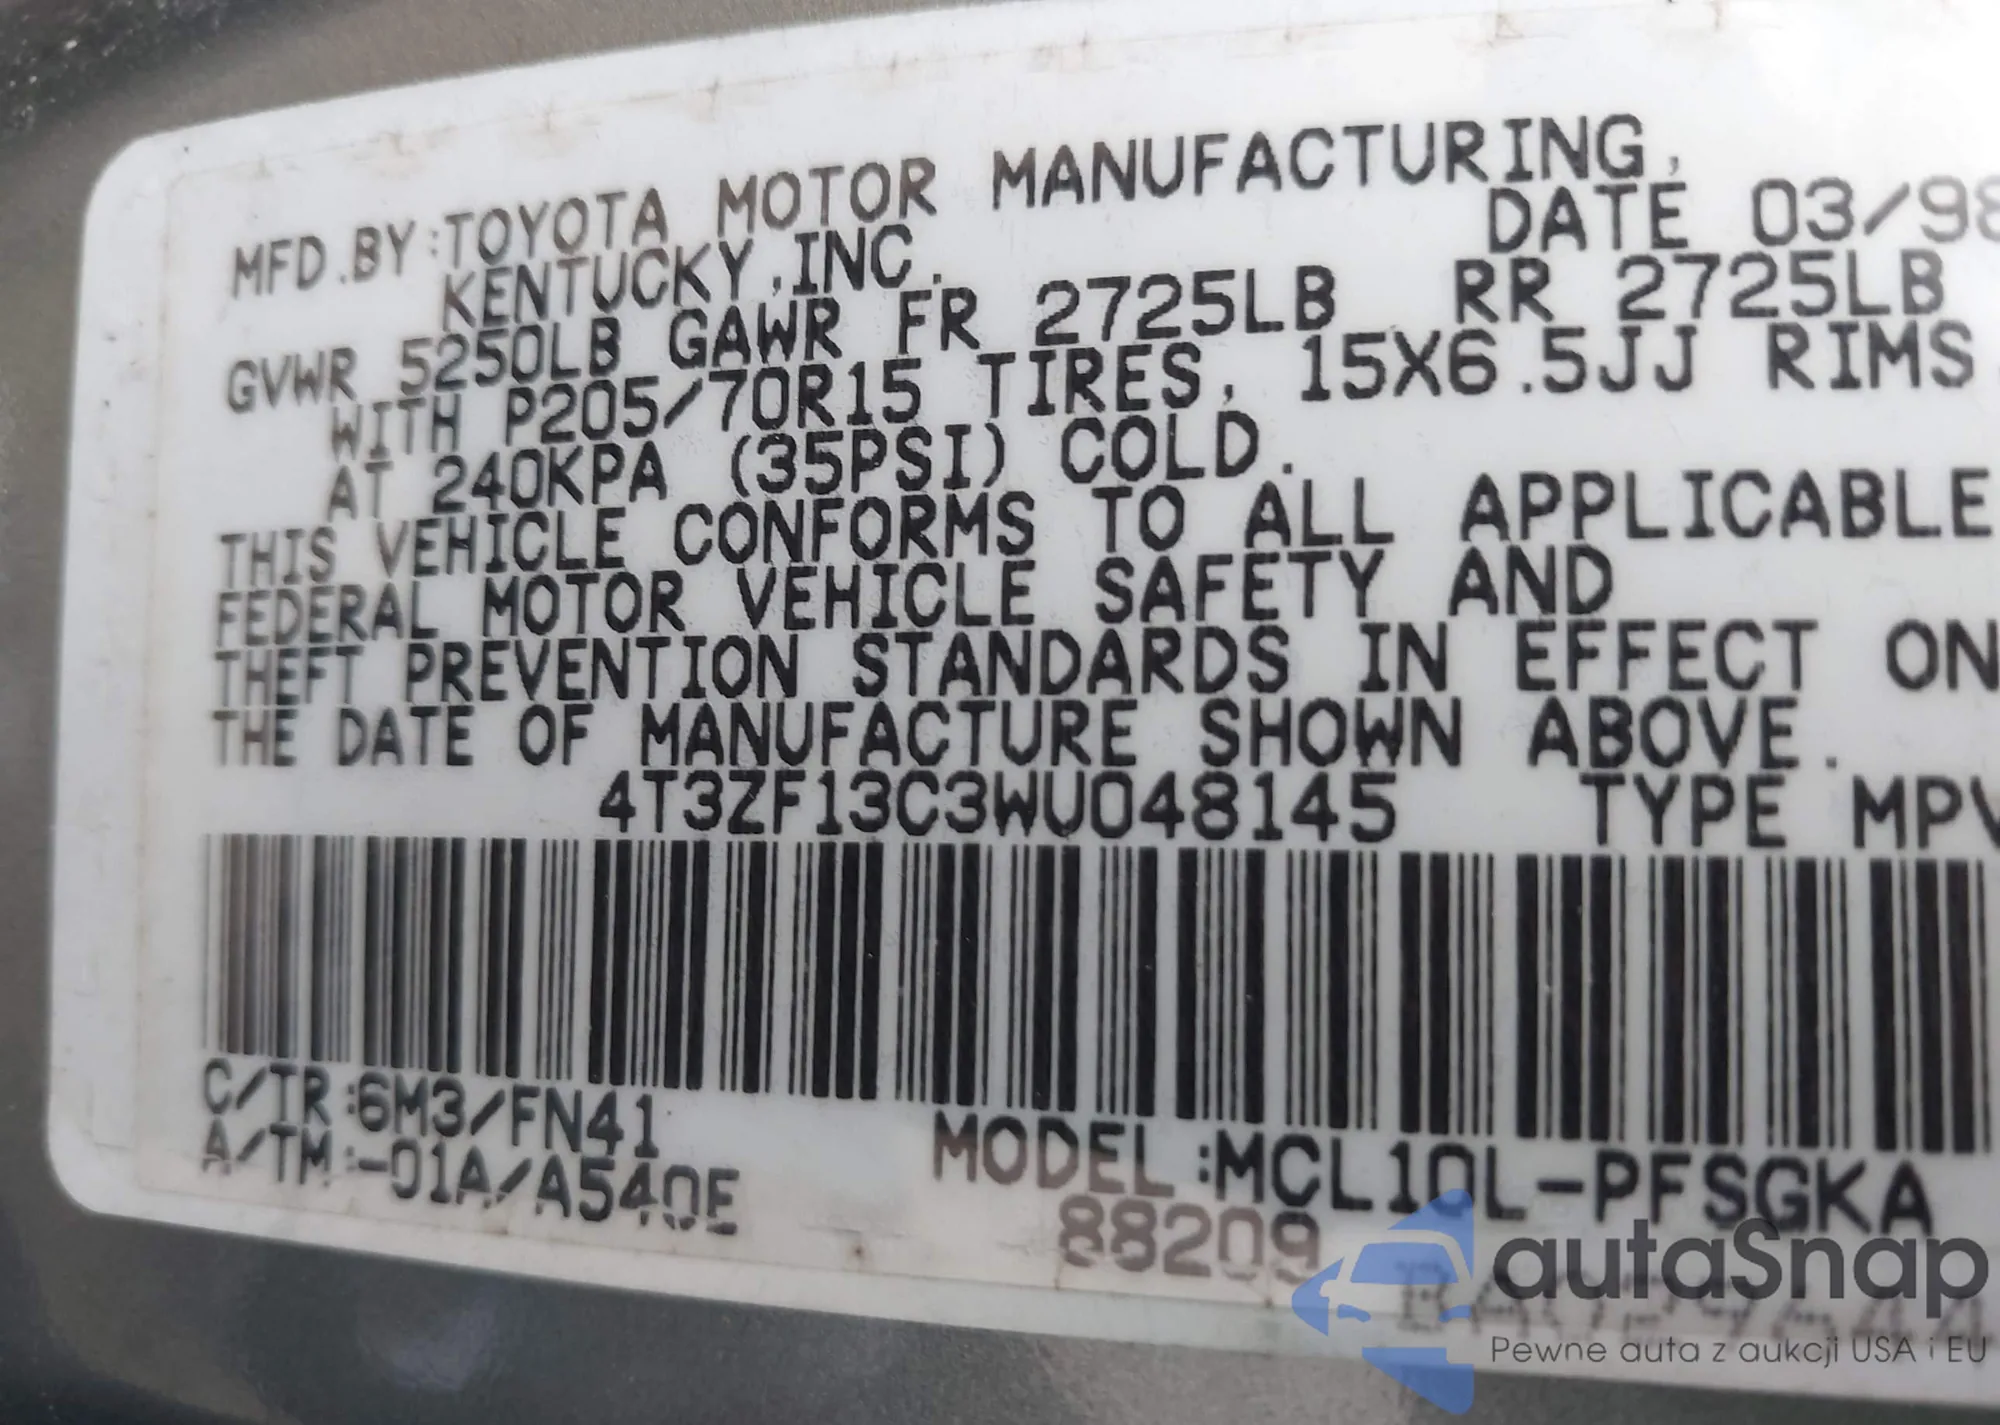 MFD.BY:TOYOTA MOTOR MANUFACTURING,
KENTUCKY,INC. DATE 03/98
GVWR 5250LB GAWR FR 2725LB RR 2725LB
WITH P205/70R15 TIRES, 15X6.5JJ RIMS,
AT 240KPA (35PSI) COLD.
THIS VEHICLE CONFORMS TO ALL APPLICABLE
FEDERAL MOTOR VEHICLE SAFETY AND
THEFT PREVENTION STANDARDS IN EFFECT ON
THE DATE OF MANUFACTURE SHOWN ABOVE.
4T3ZF13C3WU048145 TYPE MPV
C/TR:6M3/FN41
A/TM:-01A/A540E
MODEL:MCL10L-PFSGKA
88209
autaSnap
Pewne auta z aukcji USA i EU